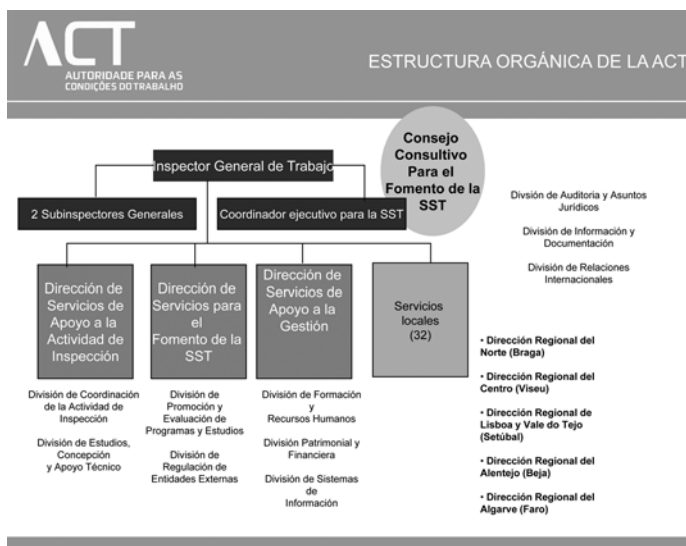 ACT
AUTORIDADE PARA AS
CONDIÇÕES DO TRABALHO
ESTRUCTURA ORGÁNICA DE LA ACT
Consejo
Consultivo
Para el
Fomento de la
SST
Inspector General de Trabajo
2 Subinspectores Generales
Coordinador ejecutivo para la SST
División de Auditoria y Asuntos
Jurídicos
División de Información y
Documentación
División de Relaciones
Internacionales
Dirección de
Servicios de
Apoyo a la
Actividad de
Inspección
Dirección de
Servicios para
el
Fomento de la
SST
Dirección de
Servicios de
Apoyo a la
Gestión
Servicios
locales
(32)
División de Coordinación
de la Actividad de
Inspección
División de Estudios,
Concepción
y Apoyo Técnico
División de
Promoción y
Evaluación de
Programas y Estudios
División de
Regulación de
Entidades Externas
División de Formación
y
Recursos Humanos
División Patrimonial y
Financiera
División de Sistemas
de
Información
• Dirección Regional del
Norte (Braga)
• Dirección Regional del
Centro (Viseu)
• Dirección Regional de
Lisboa y Vale do Tejo
(Setúbal)
• Dirección Regional del
Alentejo (Beja)
• Dirección Regional del
Algarve (Faro)